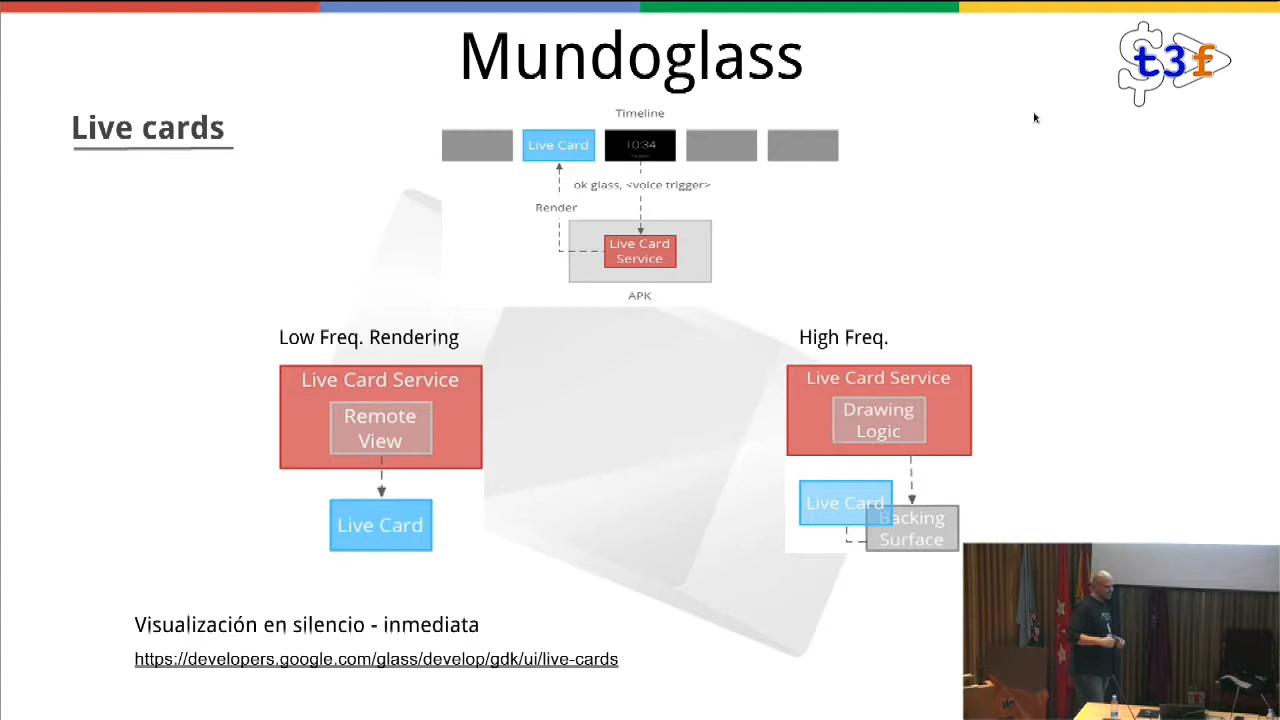 Mundoglass
t3f
Live cards
Timeline
Live Card
10:34
ok glass, <voice trigger>
Render
Live Card
Service
APK
Low Freq. Rendering
High Freq.
Live Card Service
Remote
View
Live Card
Live Card Service
Drawing
Logic
Live Card
Backing
Surface
Visualización en silencio - inmediata
https://developers.google.com/glass/develop/gdk/ui/live-cards